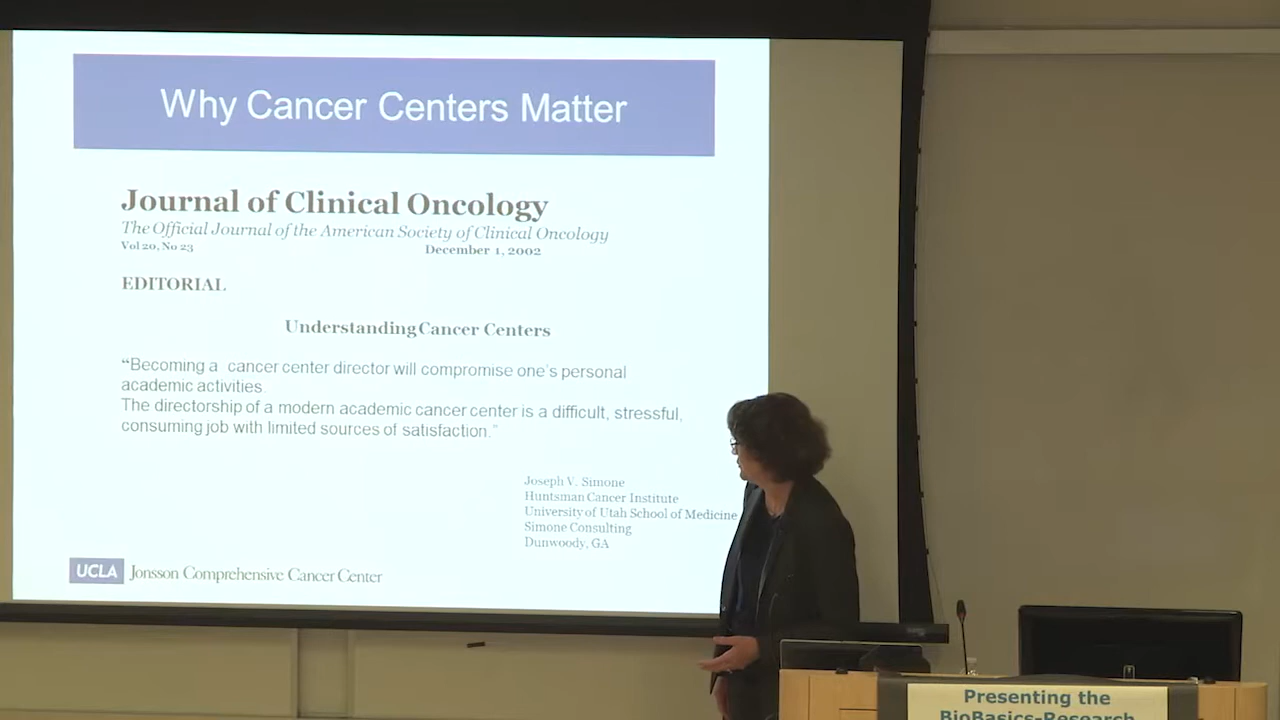 Why Cancer Centers Matter
Journal of Clinical Oncology
The Official Journal of the American Society of Clinical Oncology
Vol 20, No 23 December 1, 2002
EDITORIAL
Understanding Cancer Centers
“Becoming a cancer center director will compromise one’s personal
academic activities.
The directorship of a modern academic cancer center is a difficult, stressful,
consuming job with limited sources of satisfaction.”
Joseph V. Simone
Huntsman Cancer Institute
University of Utah School of Medicine
Simone Consulting
Dunwoody, GA
UCLA Jonsson Comprehensive Cancer Center
Presenting the
BioBasics-Research